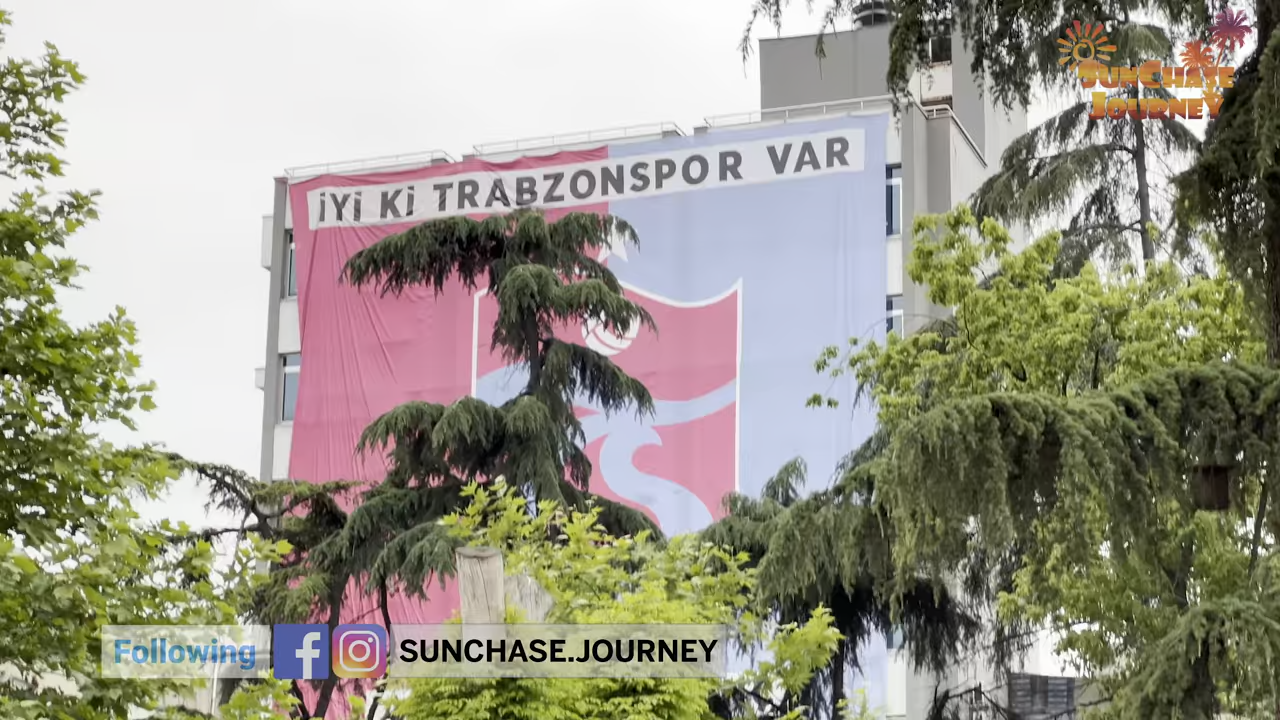 SUNCHASE
JOURNEY
İYİ Kİ TRABZONSPOR VAR
Following
SUNCHASE.JOURNEY